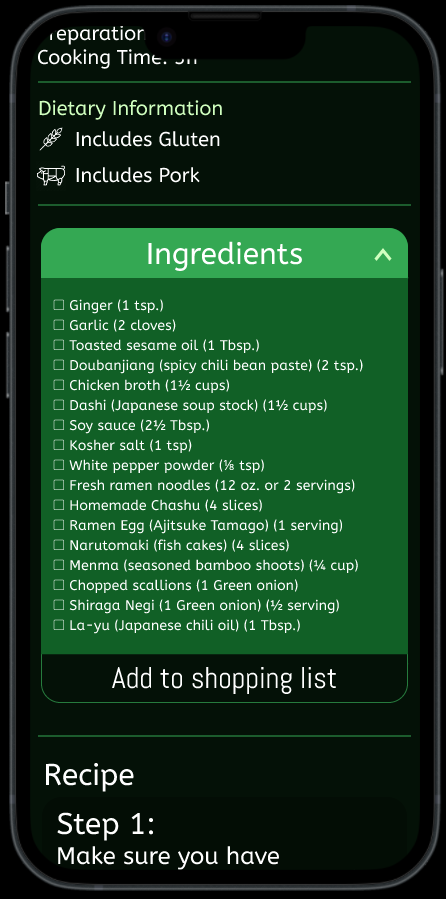 Preparation
Cooking Time:
Dietary Information
Includes Gluten
Includes Pork
Ingredients
☐ Ginger (1 tsp.)
☐ Garlic (2 cloves)
☐ Toasted sesame oil (1 Tbsp.)
☐ Doubanjiang (spicy chili bean paste) (2 tsp.)
☐ Chicken broth (1½ cups)
☐ Dashi (Japanese soup stock) (1½ cups)
☐ Soy sauce (2½ Tbsp.)
☐ Kosher salt (1 tsp)
☐ White pepper powder (⅛ tsp)
☐ Fresh ramen noodles (12 oz. or 2 servings)
☐ Homemade Chashu (4 slices)
☐ Ramen Egg (Ajitsuke Tamago) (1 serving)
☐ Narutomaki (fish cakes) (4 slices)
☐ Menma (seasoned bamboo shoots) (¼ cup)
☐ Chopped scallions (1 Green onion)
☐ Shiraga Negi (1 Green onion) (½ serving)
☐ La-yu (Japanese chili oil) (1 Tbsp.)
Add to shopping list
Recipe
Step 1:
Make sure you have